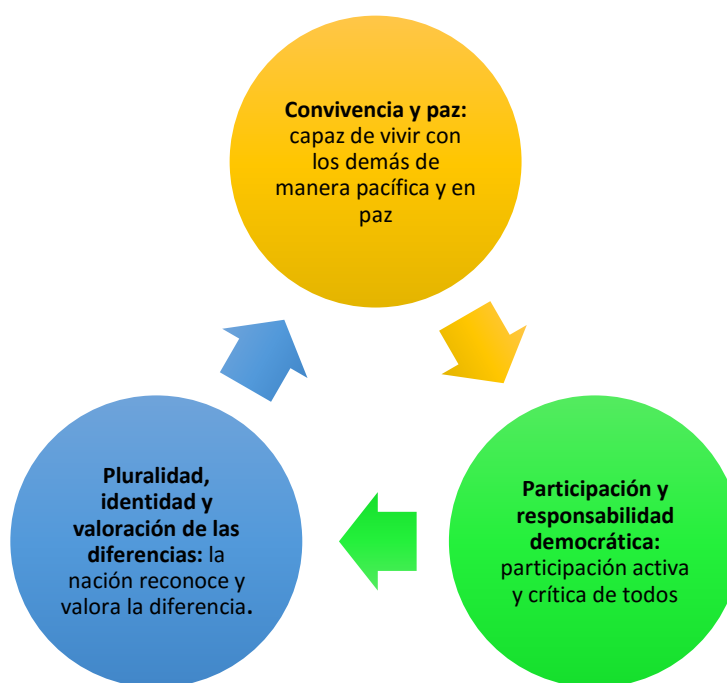 Convivencia y paz:
capaz de vivir con
los demás de
manera pacífica y en
paz
Participación y
responsabilidad
democrática:
participación activa
y crítica de todos
Pluralidad,
identidad y
valoración de las
diferencias: la
nación reconoce y
valora la diferencia.